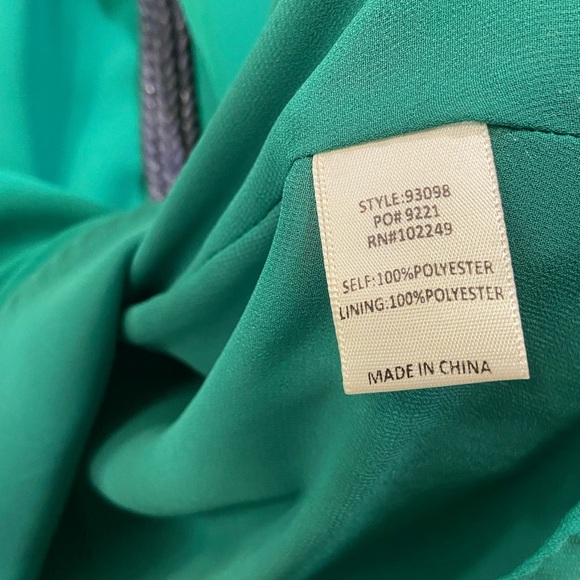 STYLE:93098
PO# 9221
RN#102249
SELF:100%POLYESTER
LINING:100%POLYESTER
MADE IN CHINA